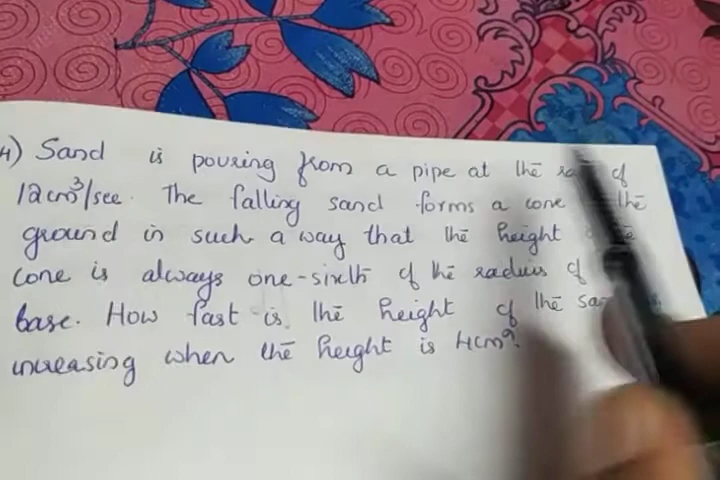 4) Sand is pouring from a pipe at the of
12cm³/sec. The falling sand forms a cone the
ground in such a way that the height
cone is always one-sixth of the radius of
base. How fast is the height of the
increasing when the height is 4cm?